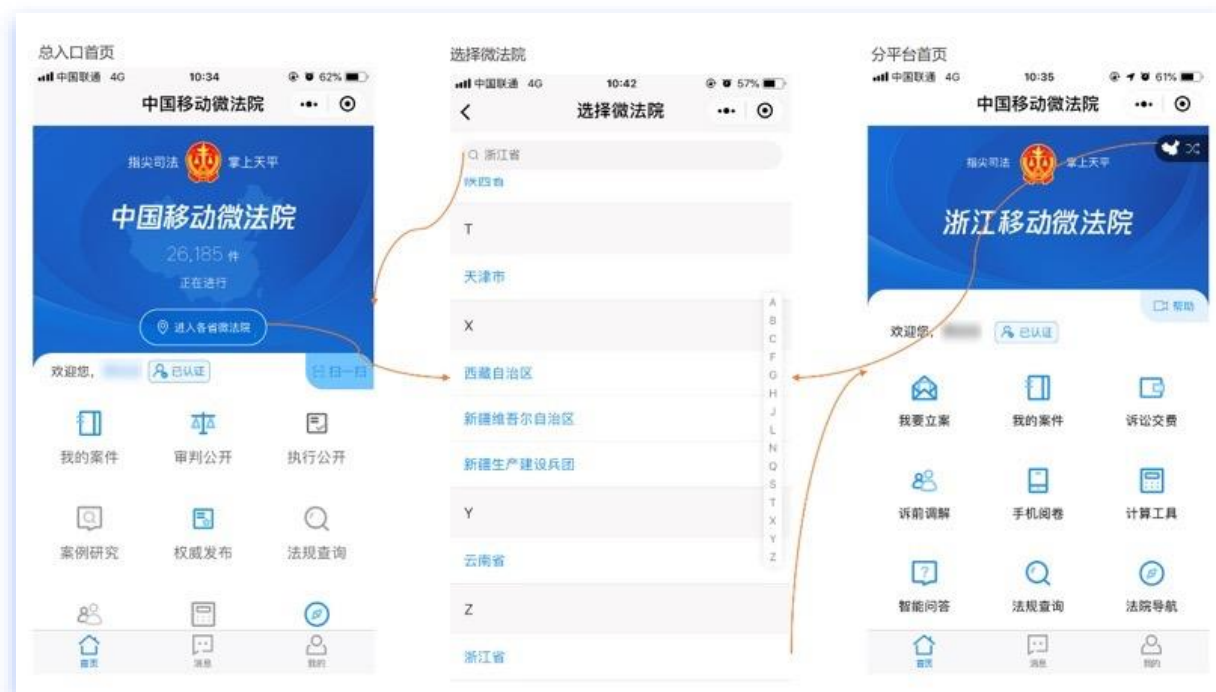 总入口首页
中国联通 4G 10:34 62%
中国移动微法院
指尖司法 掌上天平
中国移动微法院
26,185 件
正在进行
进入各省微法院
欢迎您, 已认证 扫一扫
我的案件 审判公开 执行公开
案例研究 权威发布 法规查询
首页 消息 我的
选择微法院
中国联通 4G 10:42 57%
选择微法院
浙江省
陕西省
T
天津市
X
西藏自治区
新疆维吾尔自治区
新疆生产建设兵团
Y
云南省
Z
浙江省
A
B
C
F
G
H
J
L
N
Q
S
T
X
Y
Z
分平台首页
中国联通 4G 10:35 61%
中国移动微法院
指尖司法 掌上天平
浙江移动微法院
帮助
欢迎您, 已认证
我要立案 我的案件 诉讼交费
诉前调解 手机阅卷 计算工具
智能问答 法规查询 法院导航
首页 消息 我的